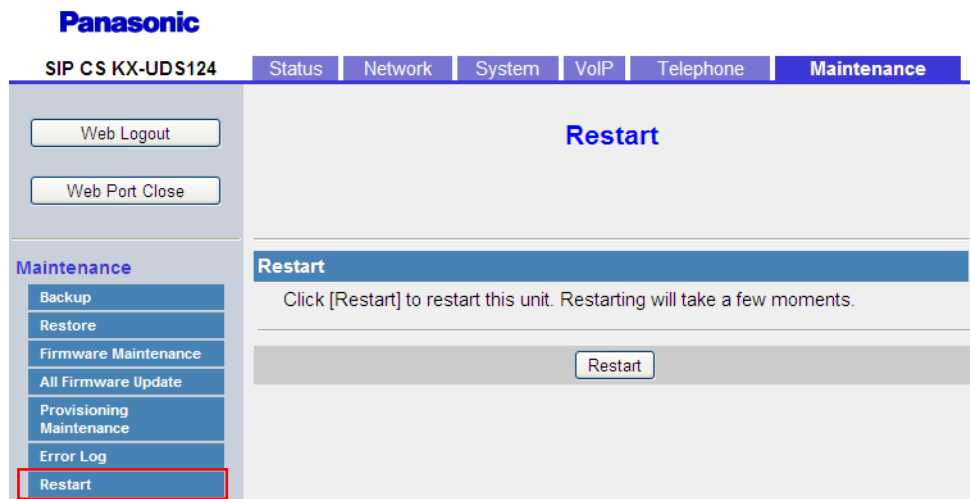 Panasonic
SIP CS KX-UDS124
Status Network System VoIP Telephone Maintenance
Web Logout
Web Port Close
Restart
Maintenance
Backup
Restore
Firmware Maintenance
All Firmware Update
Provisioning
Maintenance
Error Log
Restart
Restart
Click [Restart] to restart this unit. Restarting will take a few moments.
Restart